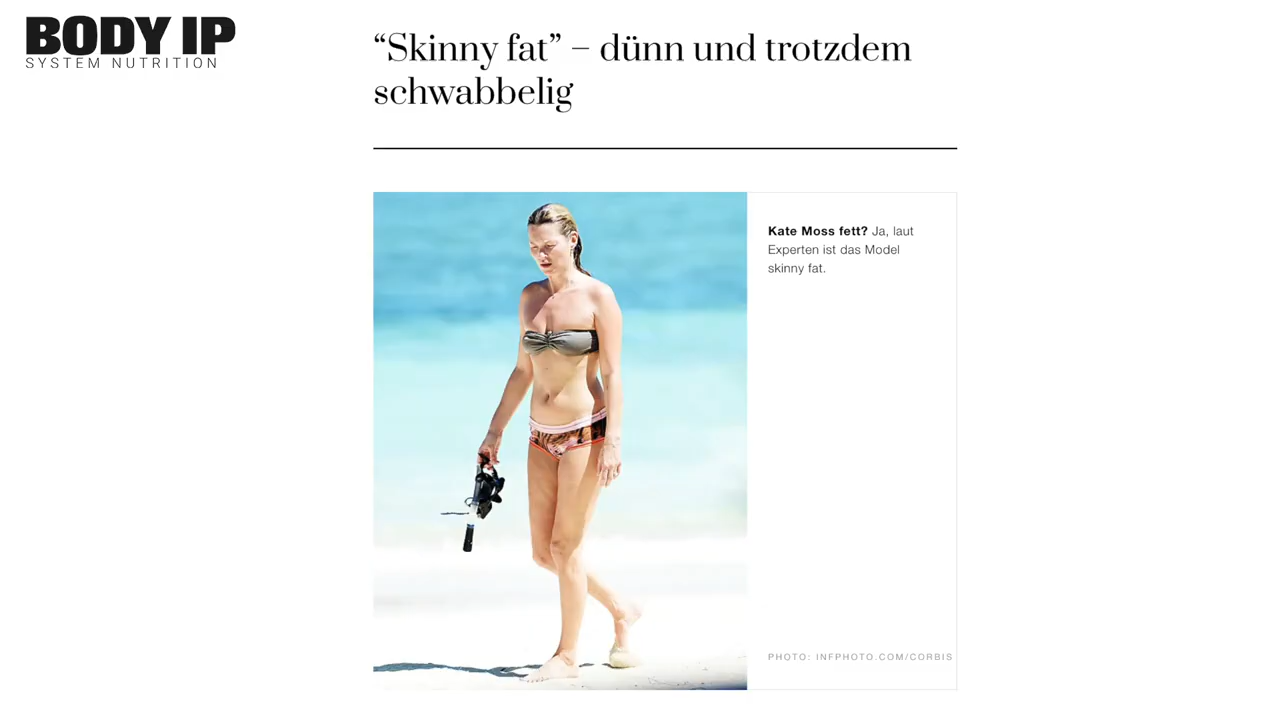 BODY IP
SYSTEM NUTRITION
“Skinny fat” – dünn und trotzdem
schwabbelig
Kate Moss fett? Ja, laut
Experten ist das Model
skinny fat.
PHOTO: INFPHOTO.COM/CORBIS